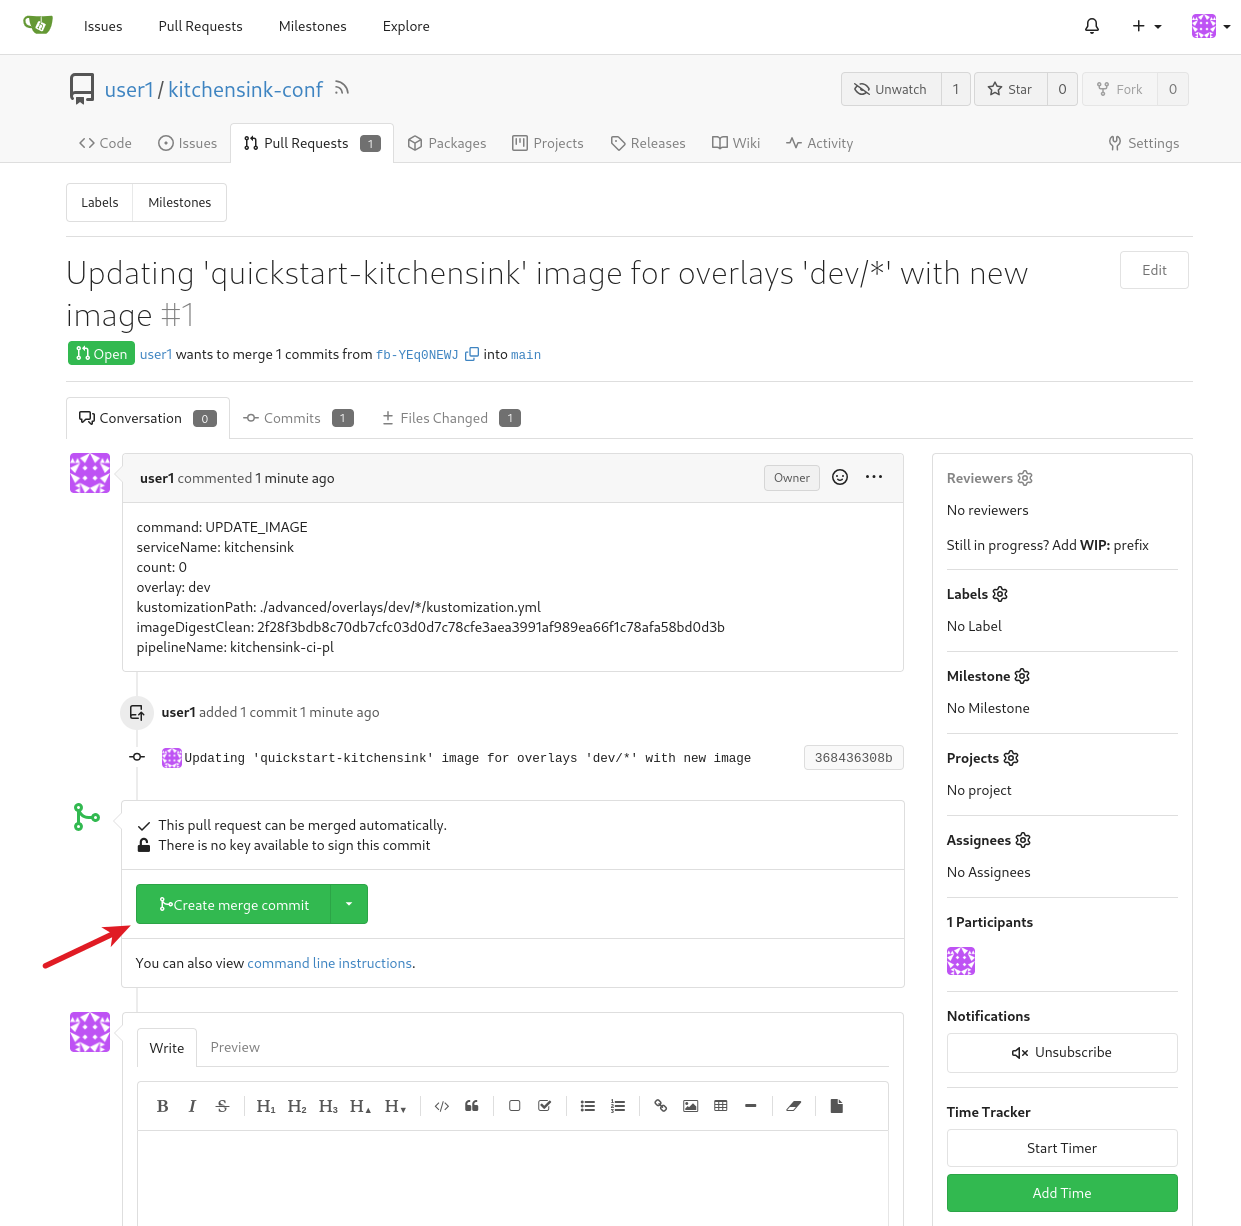 Issues Pull Requests Milestones Explore
user1 / kitchensink-conf Unwatch 1 Star 0 Fork 0
Code Issues Pull Requests 1 Packages Projects Releases Wiki Activity Settings
Labels Milestones
Updating 'quickstart-kitchensink' image for overlays 'dev/*' with new Edit
image #1
Open user1 wants to merge 1 commits from fb-YEq0NEWJ into main
Conversation 0 Commits 1 Files Changed 1
user1 commented 1 minute ago Owner
command: UPDATE_IMAGE
serviceName: kitchensink
count: 0
overlay: dev
kustomizationPath: ./advanced/overlays/dev/*/kustomization.yml
imageDigestClean: 2f28f3bdb8c70db7cfc03d0d7c78cfe3aea3991af989ea66f1c78afa58bd0d3b
pipelineName: kitchensink-ci-pl
user1 added 1 commit 1 minute ago
Updating 'quickstart-kitchensink' image for overlays 'dev/*' with new image 368436308b
This pull request can be merged automatically.
There is no key available to sign this commit
Create merge commit
You can also view command line instructions.
Write Preview
B I S H1 H2 H3 H H
Reviewers
No reviewers
Still in progress? Add WIP: prefix
Labels
No Label
Milestone
No Milestone
Projects
No project
Assignees
No Assignees
1 Participants
Notifications
Unsubscribe
Time Tracker
Start Timer
Add Time